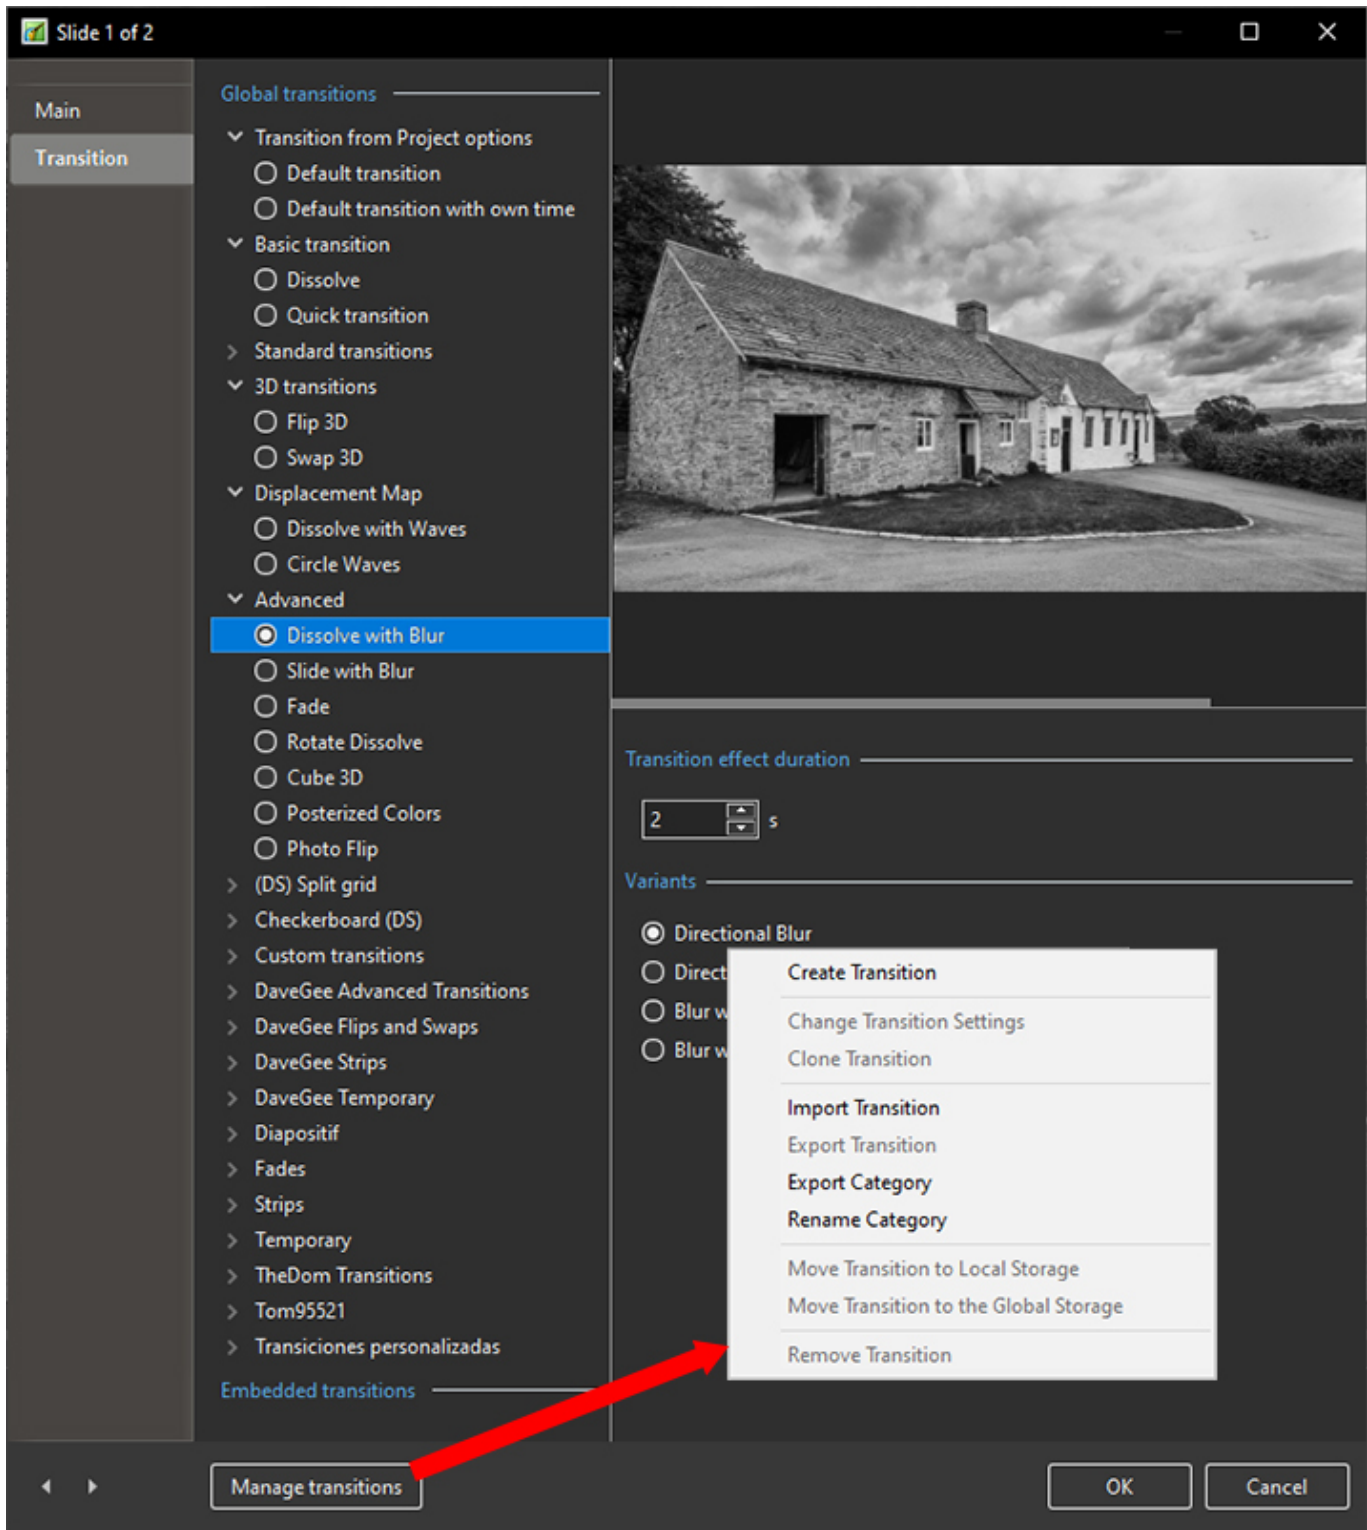 Slide 1 of 2
Main
Transition
Global transitions
Transition from Project options
Default transition
Default transition with own time
Basic transition
Dissolve
Quick transition
Standard transitions
3D transitions
Flip 3D
Swap 3D
Displacement Map
Dissolve with Waves
Circle Waves
Advanced
Dissolve with Blur
Slide with Blur
Fade
Rotate Dissolve
Cube 3D
Posterized Colors
Photo Flip
(DS) Split grid
Checkerboard (DS)
Custom transitions
DaveGee Advanced Transitions
DaveGee Flips and Swaps
DaveGee Strips
DaveGee Temporary
Diapositif
Fades
Strips
Temporary
TheDom Transitions
Tom95521
Transiciones personalizadas
Embedded transitions
Transition effect duration
2 s
Variants
Directional Blur
Direct
Blur w
Blur w
Create Transition
Change Transition Settings
Clone Transition
Import Transition
Export Transition
Export Category
Rename Category
Move Transition to Local Storage
Move Transition to the Global Storage
Remove Transition
Manage transitions
OK
Cancel